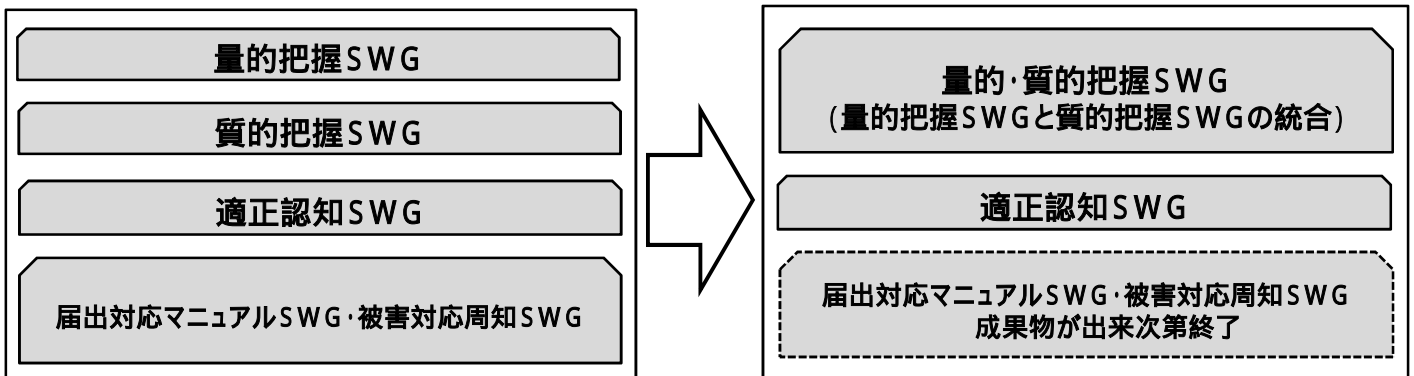 量的把握SWG
質的把握SWG
適正認知SWG
届出対応マニュアルSWG・被害対応周知SWG
量的・質的把握SWG
(量的把握SWGと質的把握SWGの統合)
適正認知SWG
届出対応マニュアルSWG・被害対応周知SWG
成果物が出来次第終了